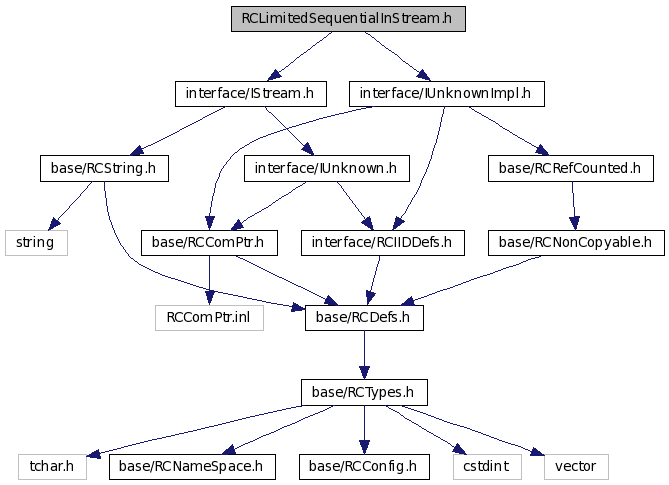 RCLimitedSequentialInStream.h
interface/IStream.h
interface/IUnknownImpl.h
base/RCString.h
interface/IUnknown.h
base/RCRefCounted.h
string
base/RCComPtr.h
interface/RCIIDDefs.h
base/RCNonCopyable.h
RCComPtr.inl
base/RCDefs.h
base/RCTypes.h
tchar.h
base/RCNameSpace.h
base/RCConfig.h
cstdint
vector